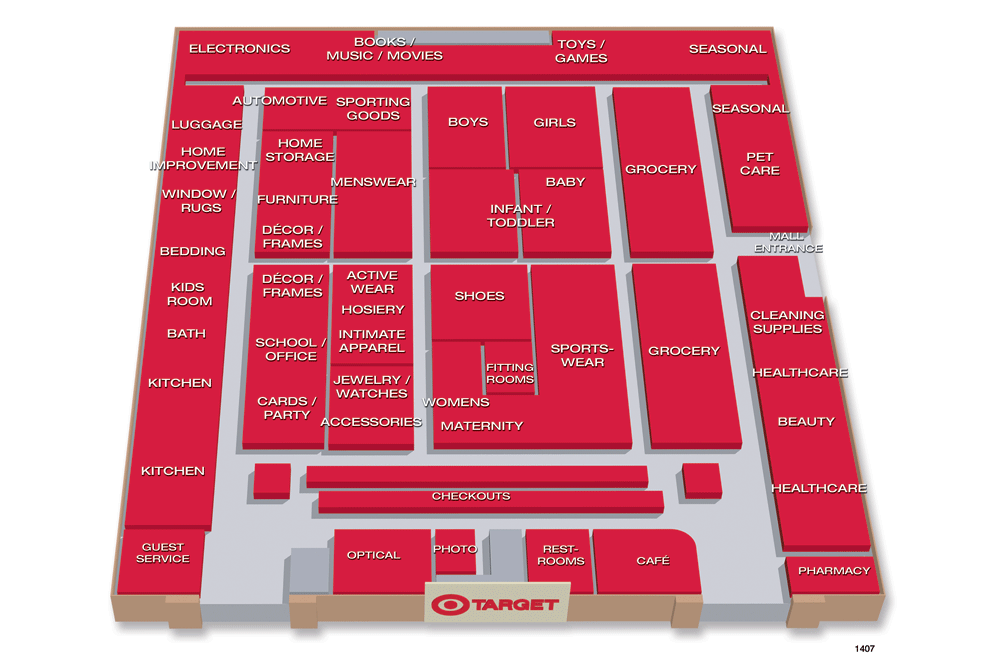 ELECTRONICS
BOOKS /
MUSIC / MOVIES
TOYS /
GAMES
SEASONAL
AUTOMOTIVE
SPORTING
GOODS
LUGGAGE
BOYS
GIRLS
SEASONAL
HOME
IMPROVEMENT
HOME
STORAGE
MENSWEAR
BABY
GROCERY
PET
CARE
WINDOW /
RUGS
FURNITURE
INFANT /
TODDLER
DÉCOR /
FRAMES
MALL
ENTRANCE
BEDDING
KIDS
ROOM
DÉCOR /
FRAMES
ACTIVE
WEAR
HOSIERY
SHOES
CLEANING
SUPPLIES
BATH
SCHOOL /
OFFICE
INTIMATE
APPAREL
SPORTS-
WEAR
GROCERY
FITTING
ROOMS
HEALTHCARE
KITCHEN
JEWELRY /
WATCHES
CARDS /
PARTY
ACCESSORIES
WOMENS
MATERNITY
BEAUTY
KITCHEN
HEALTHCARE
CHECKOUTS
GUEST
SERVICE
OPTICAL
PHOTO
REST-
ROOMS
CAFÉ
PHARMACY
TARGET
1407